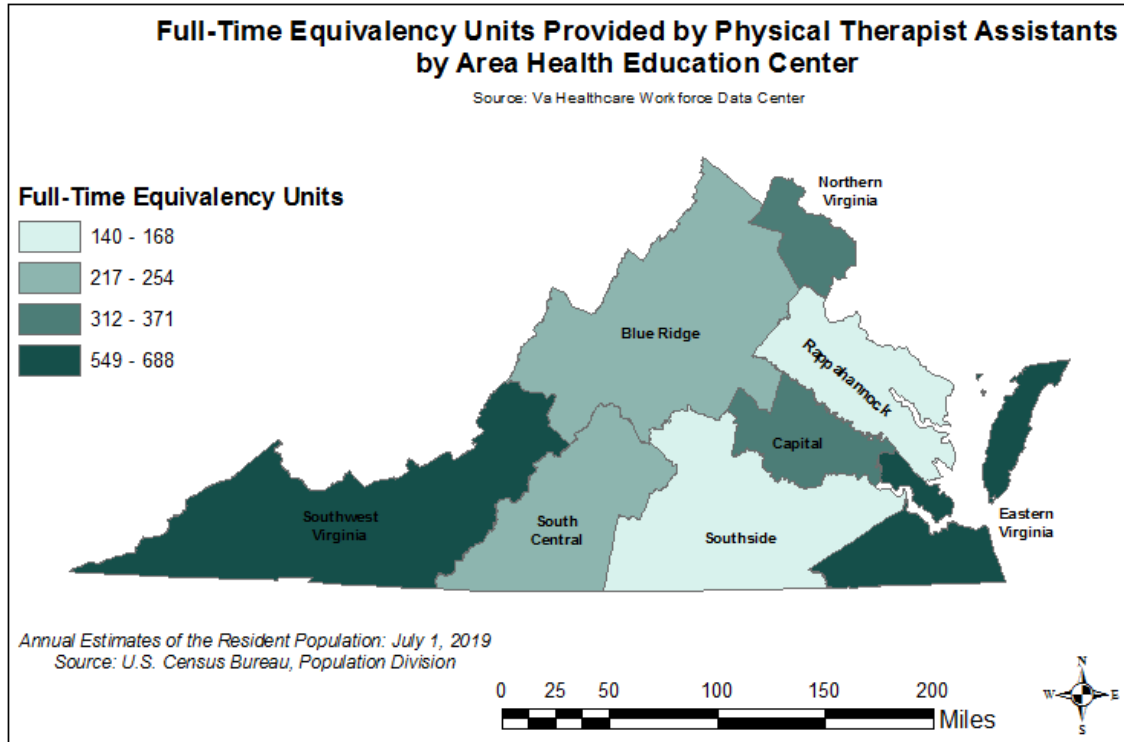 Full-Time Equivalency Units Provided by Physical Therapist Assistants
by Area Health Education Center
Source: Va Healthcare Workforce Data Center
Full-Time Equivalency Units
140 - 168
217 - 254
312 - 371
549 - 688
Northern
Virginia
Blue Ridge
Rappahannock
Capital
Southwest
Virginia
South
Central
Southside
Eastern
Virginia
Annual Estimates of the Resident Population: July 1, 2019
Source: U.S. Census Bureau, Population Division
0 25 50 100 150 200
Miles
N
W E
S